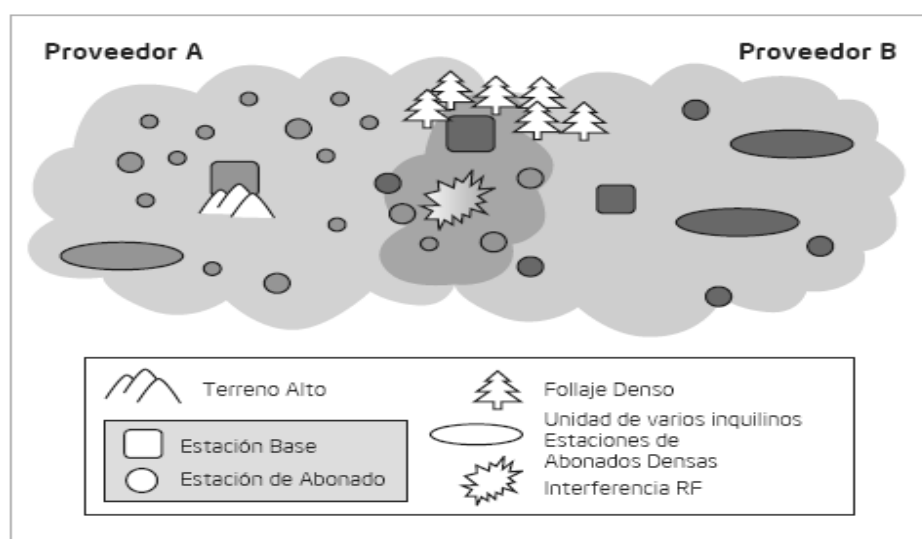 Proveedor A
Proveedor B
Terreno Alto
Estación Base
Estación de Abonado
Follaje Denso
Unidad de varios inquilinos
Estaciones de
Abonados Densas
Interferencia RF